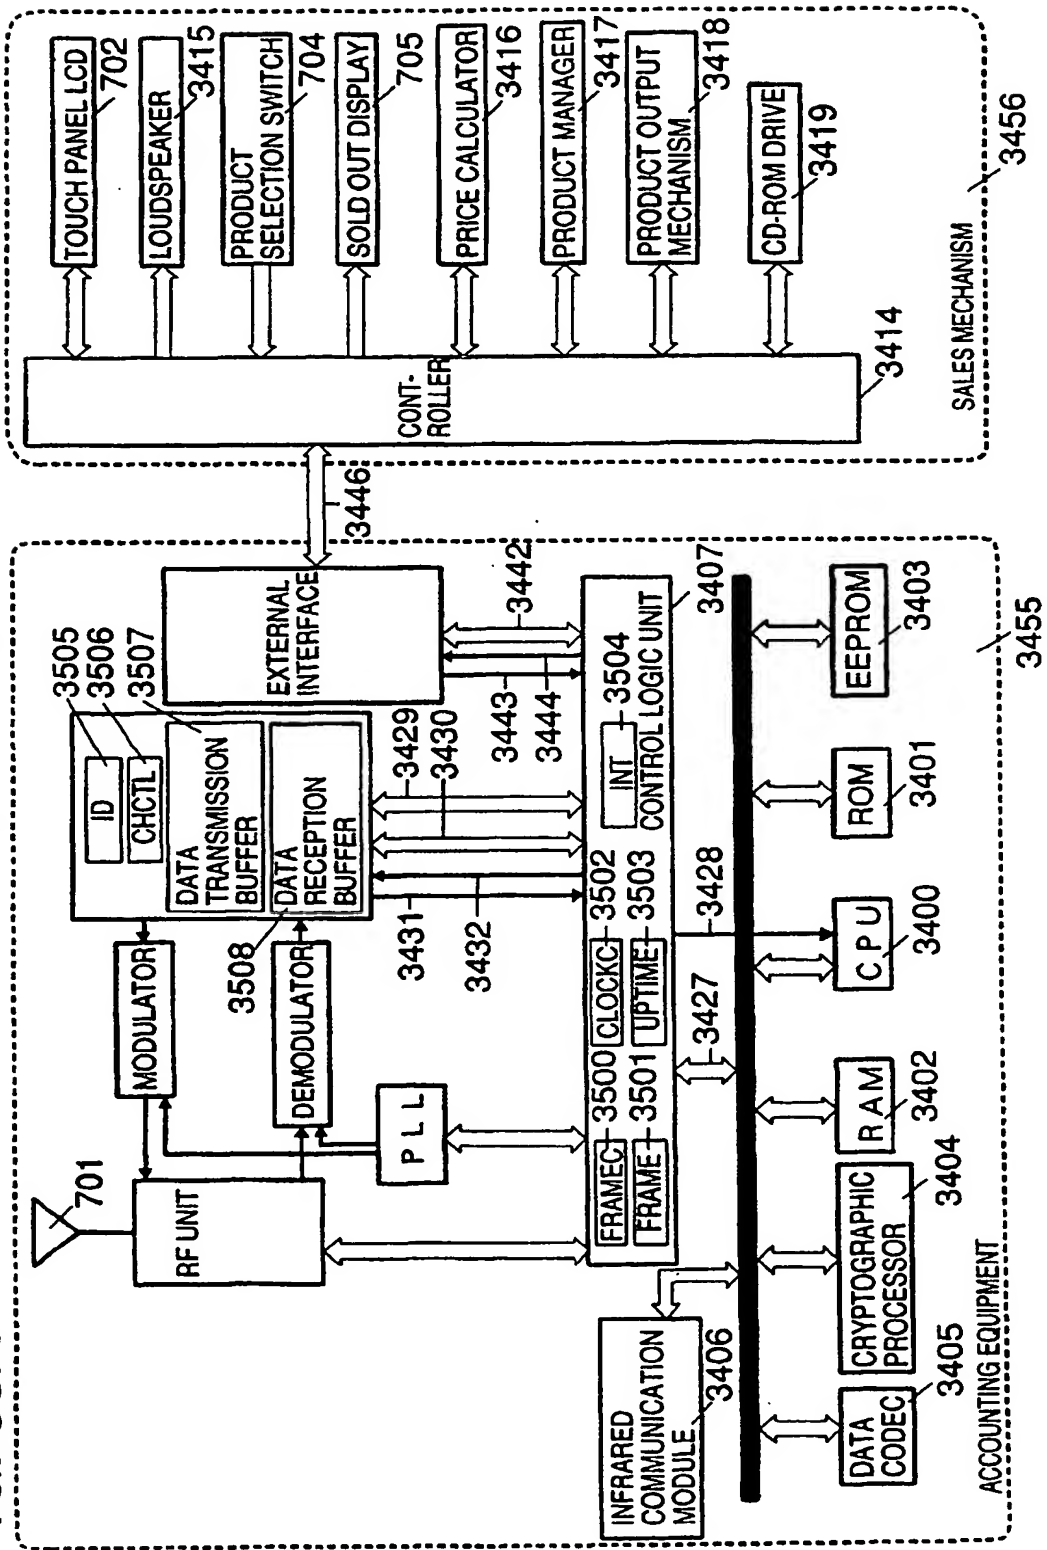 701
RF UNIT
MODULATOR
DEMODULATOR
P L L
ID
CHCTL
DATA
TRANSMISSION
BUFFER
DATA
RECEPTION
BUFFER
3505
3506
3507
3508
EXTERNAL
INTERFACE
3446
3431
3432
3429
3430
3443
3444
3442
FRAMEC
3500
FRAME
3501
CLOCKC
3502
UPTIME
3503
INT
3504
CONTROL LOGIC UNIT
3407
INFRARED
COMMUNICATION
MODULE
3406
3427
3428
DATA
CODEC
3405
CRYPTOGRAPHIC
PROCESSOR
3404
R A M
3402
C P U
3400
ROM
3401
EEPROM
3403
ACCOUNTING EQUIPMENT
3455
CONT-
ROLLER
3414
TOUCH PANEL LCD
702
LOUDSPEAKER
3415
PRODUCT
SELECTION SWITCH
704
SOLD OUT DISPLAY
705
PRICE CALCULATOR
3416
PRODUCT MANAGER
3417
PRODUCT OUTPUT
MECHANISM
3418
CD-ROM DRIVE
3419
SALES MECHANISM
3456